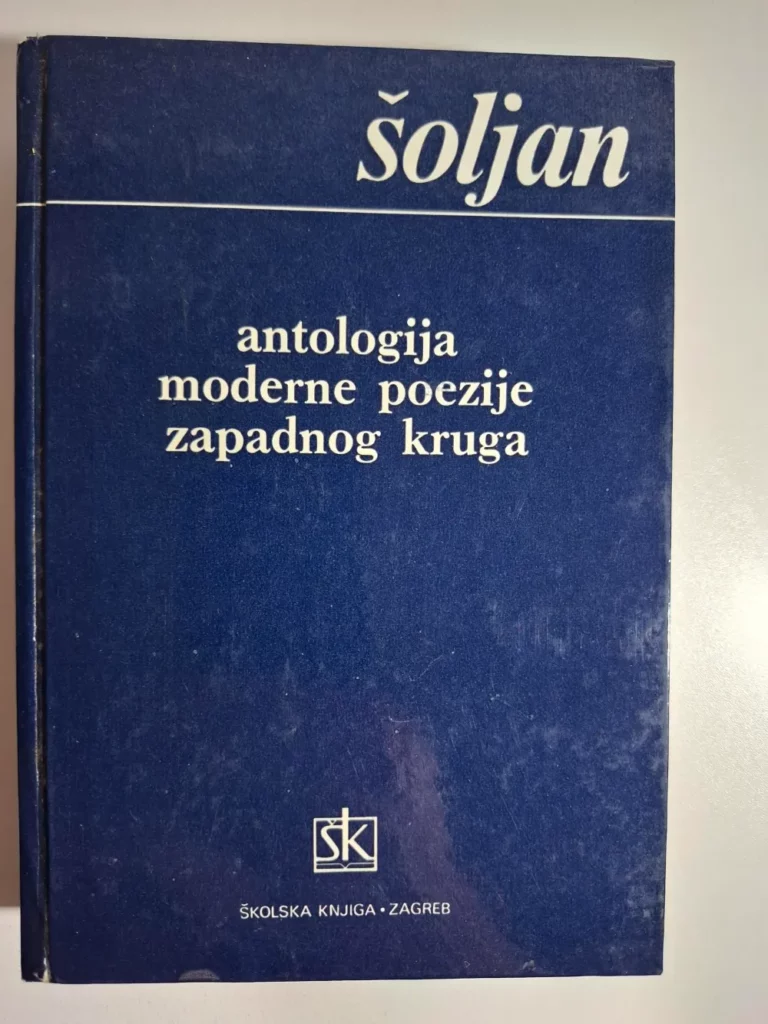 šoljan
antologija
moderne poezije
zapadnog kruga
šk
ŠKOLSKA KNJIGA • ZAGREB